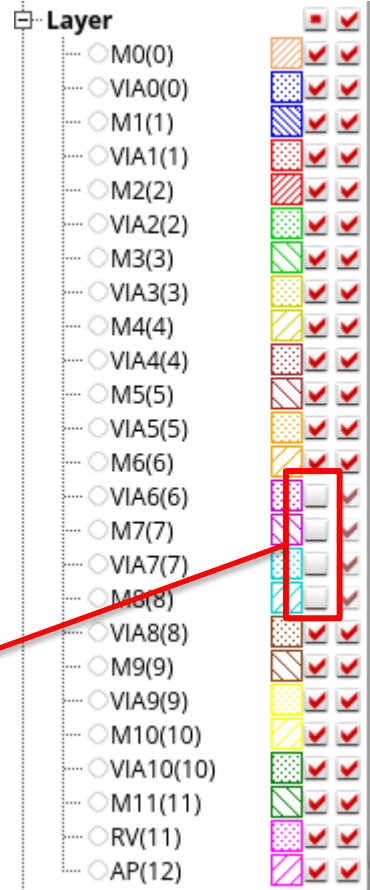 Layer
M0(0)
VIA0(0)
M1(1)
VIA1(1)
M2(2)
VIA2(2)
M3(3)
VIA3(3)
M4(4)
VIA4(4)
M5(5)
VIA5(5)
M6(6)
VIA6(6)
M7(7)
VIA7(7)
M8(8)
VIA8(8)
M9(9)
VIA9(9)
M10(10)
VIA10(10)
M11(11)
RV(11)
AP(12)